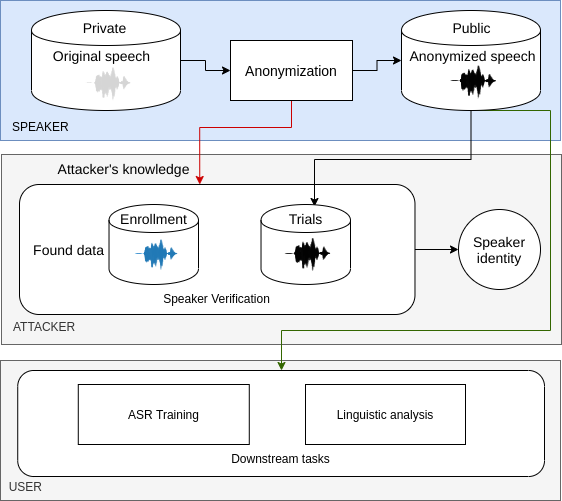 Private
Original speech
Anonymization
Public
Anonymized speech
SPEAKER
Attacker's knowledge
Enrollment
Trials
Found data
Speaker
identity
Speaker Verification
ATTACKER
ASR Training
Linguistic analysis
Downstream tasks
USER